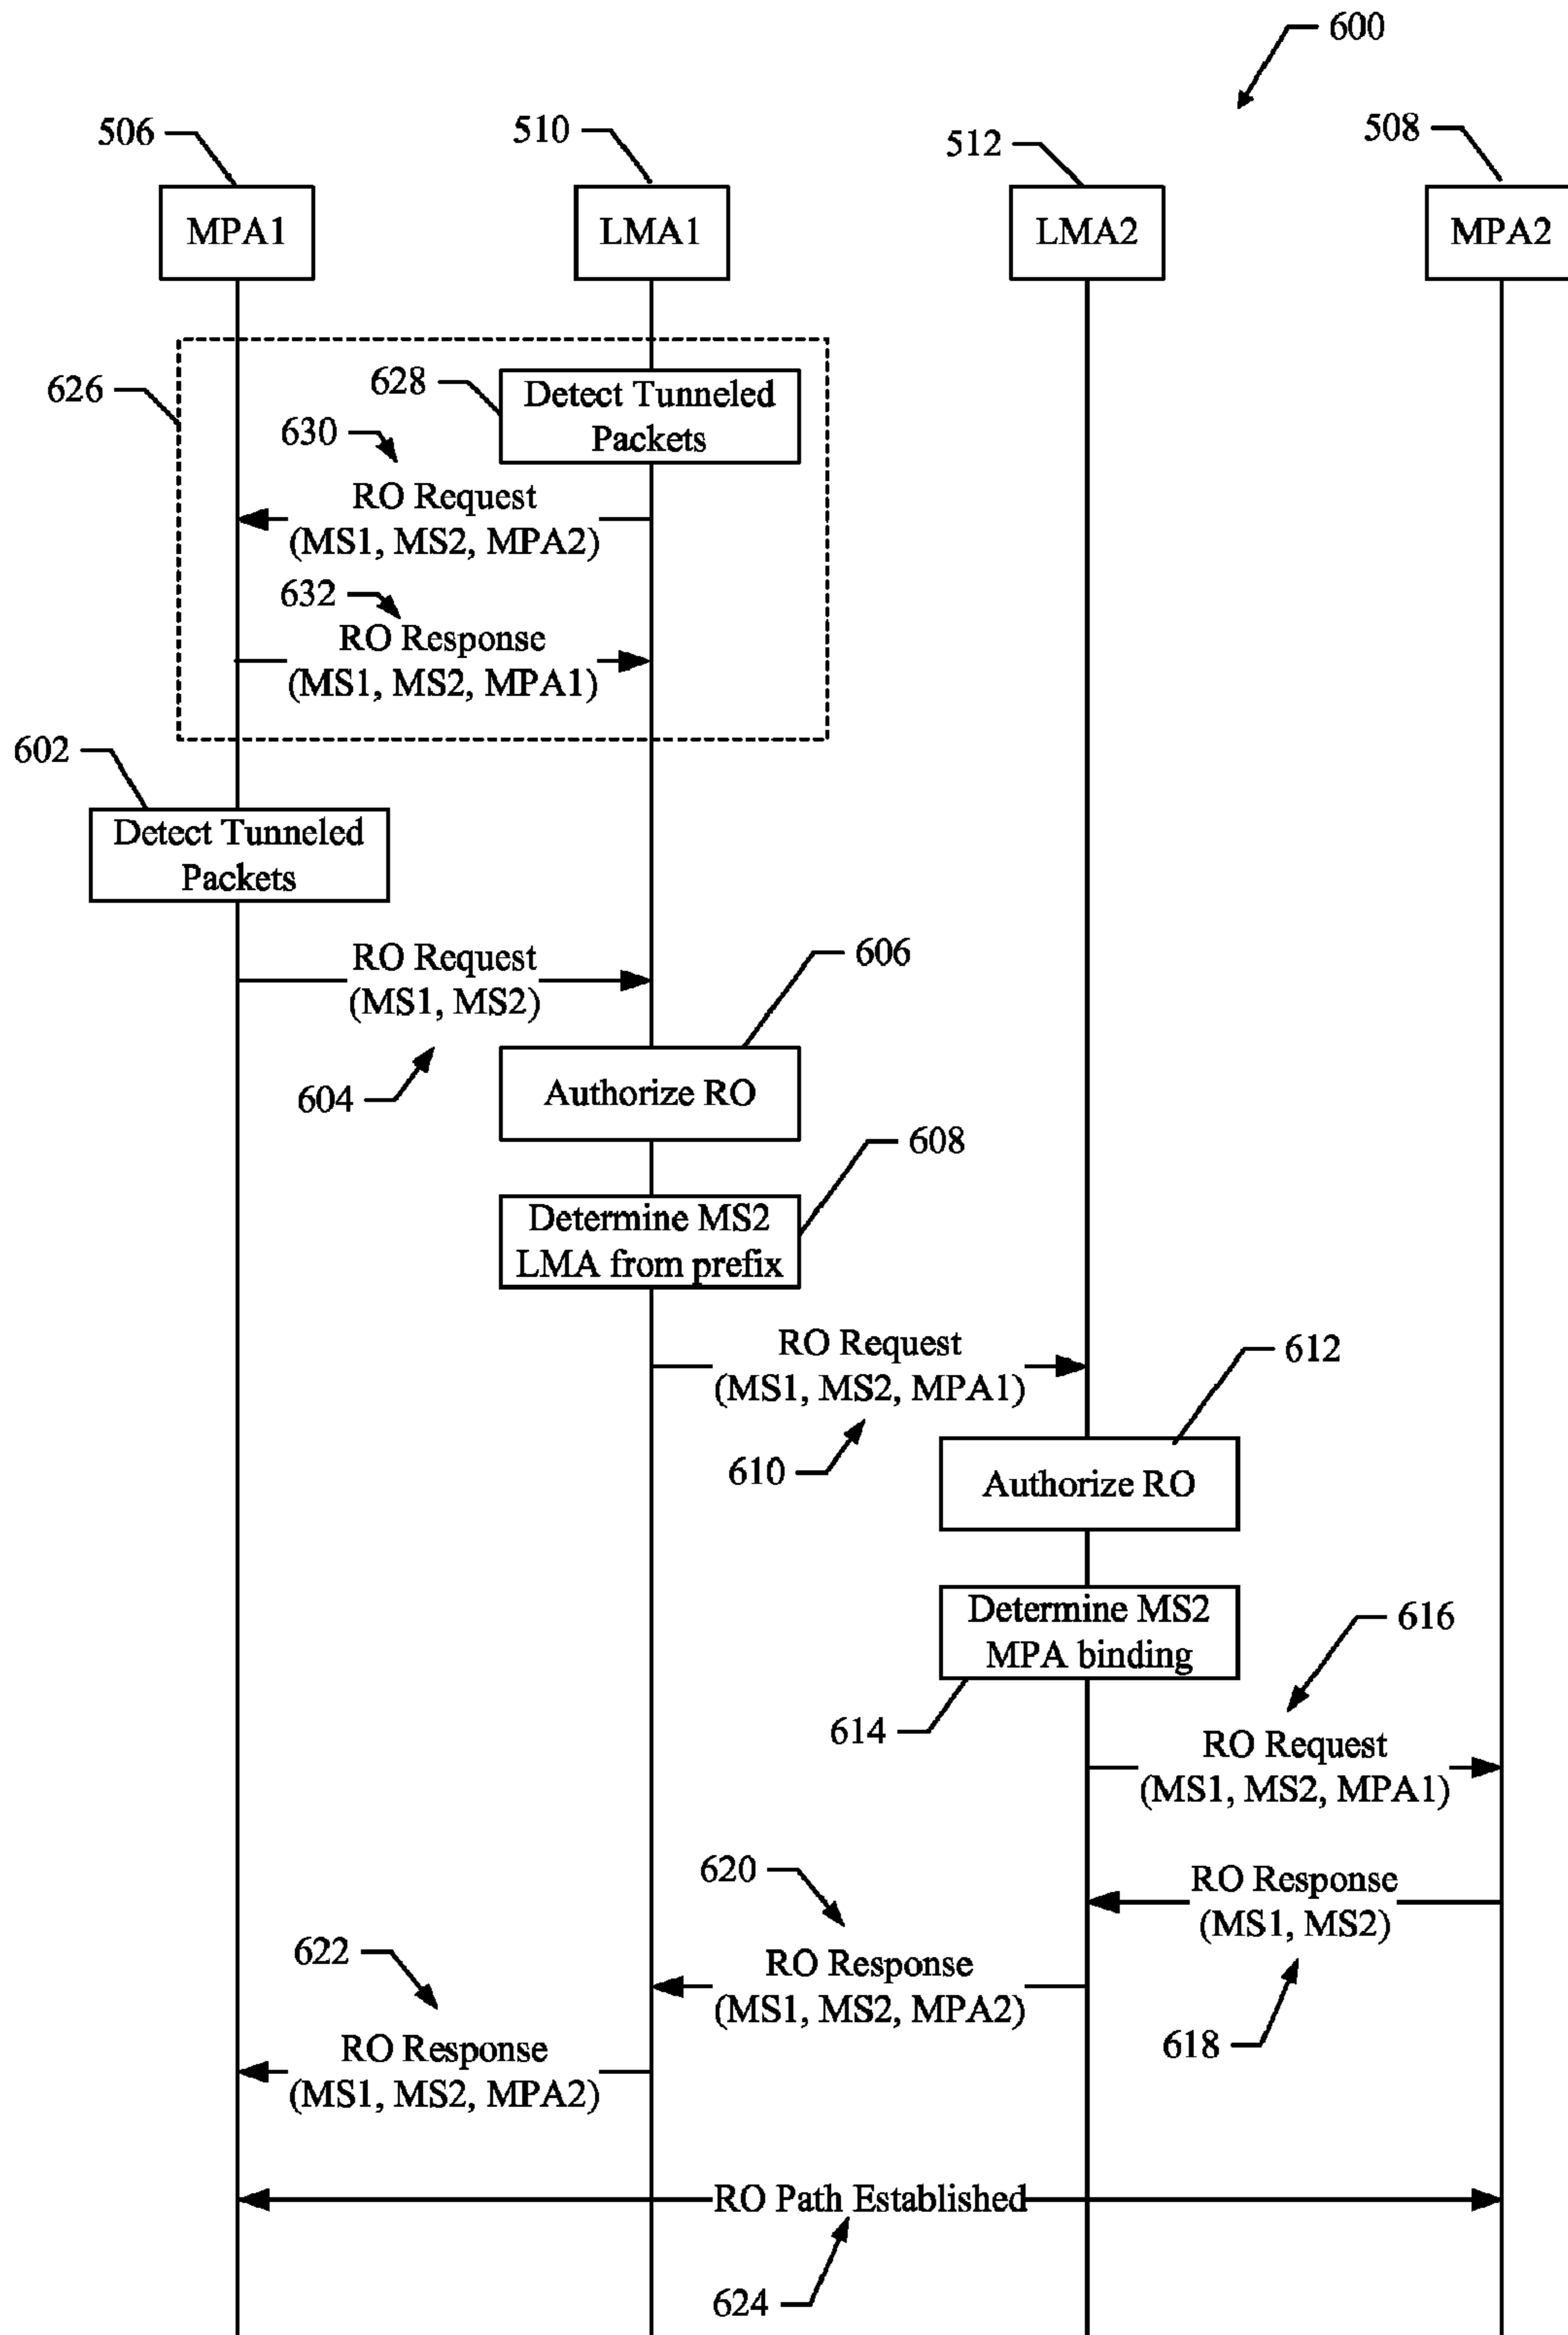 600
506
510
512
508
MPA1
LMA1
LMA2
MPA2
626
628
Detect Tunneled
Packets
630
RO Request
(MS1, MS2, MPA2)
632
RO Response
(MS1, MS2, MPA1)
602
Detect Tunneled
Packets
RO Request
(MS1, MS2)
604
606
Authorize RO
608
Determine MS2
LMA from prefix
RO Request
(MS1, MS2, MPA1)
610
612
Authorize RO
Determine MS2
MPA binding
614
616
RO Request
(MS1, MS2, MPA1)
RO Response
(MS1, MS2)
618
620
RO Response
(MS1, MS2, MPA2)
622
RO Response
(MS1, MS2, MPA2)
RO Path Established
624